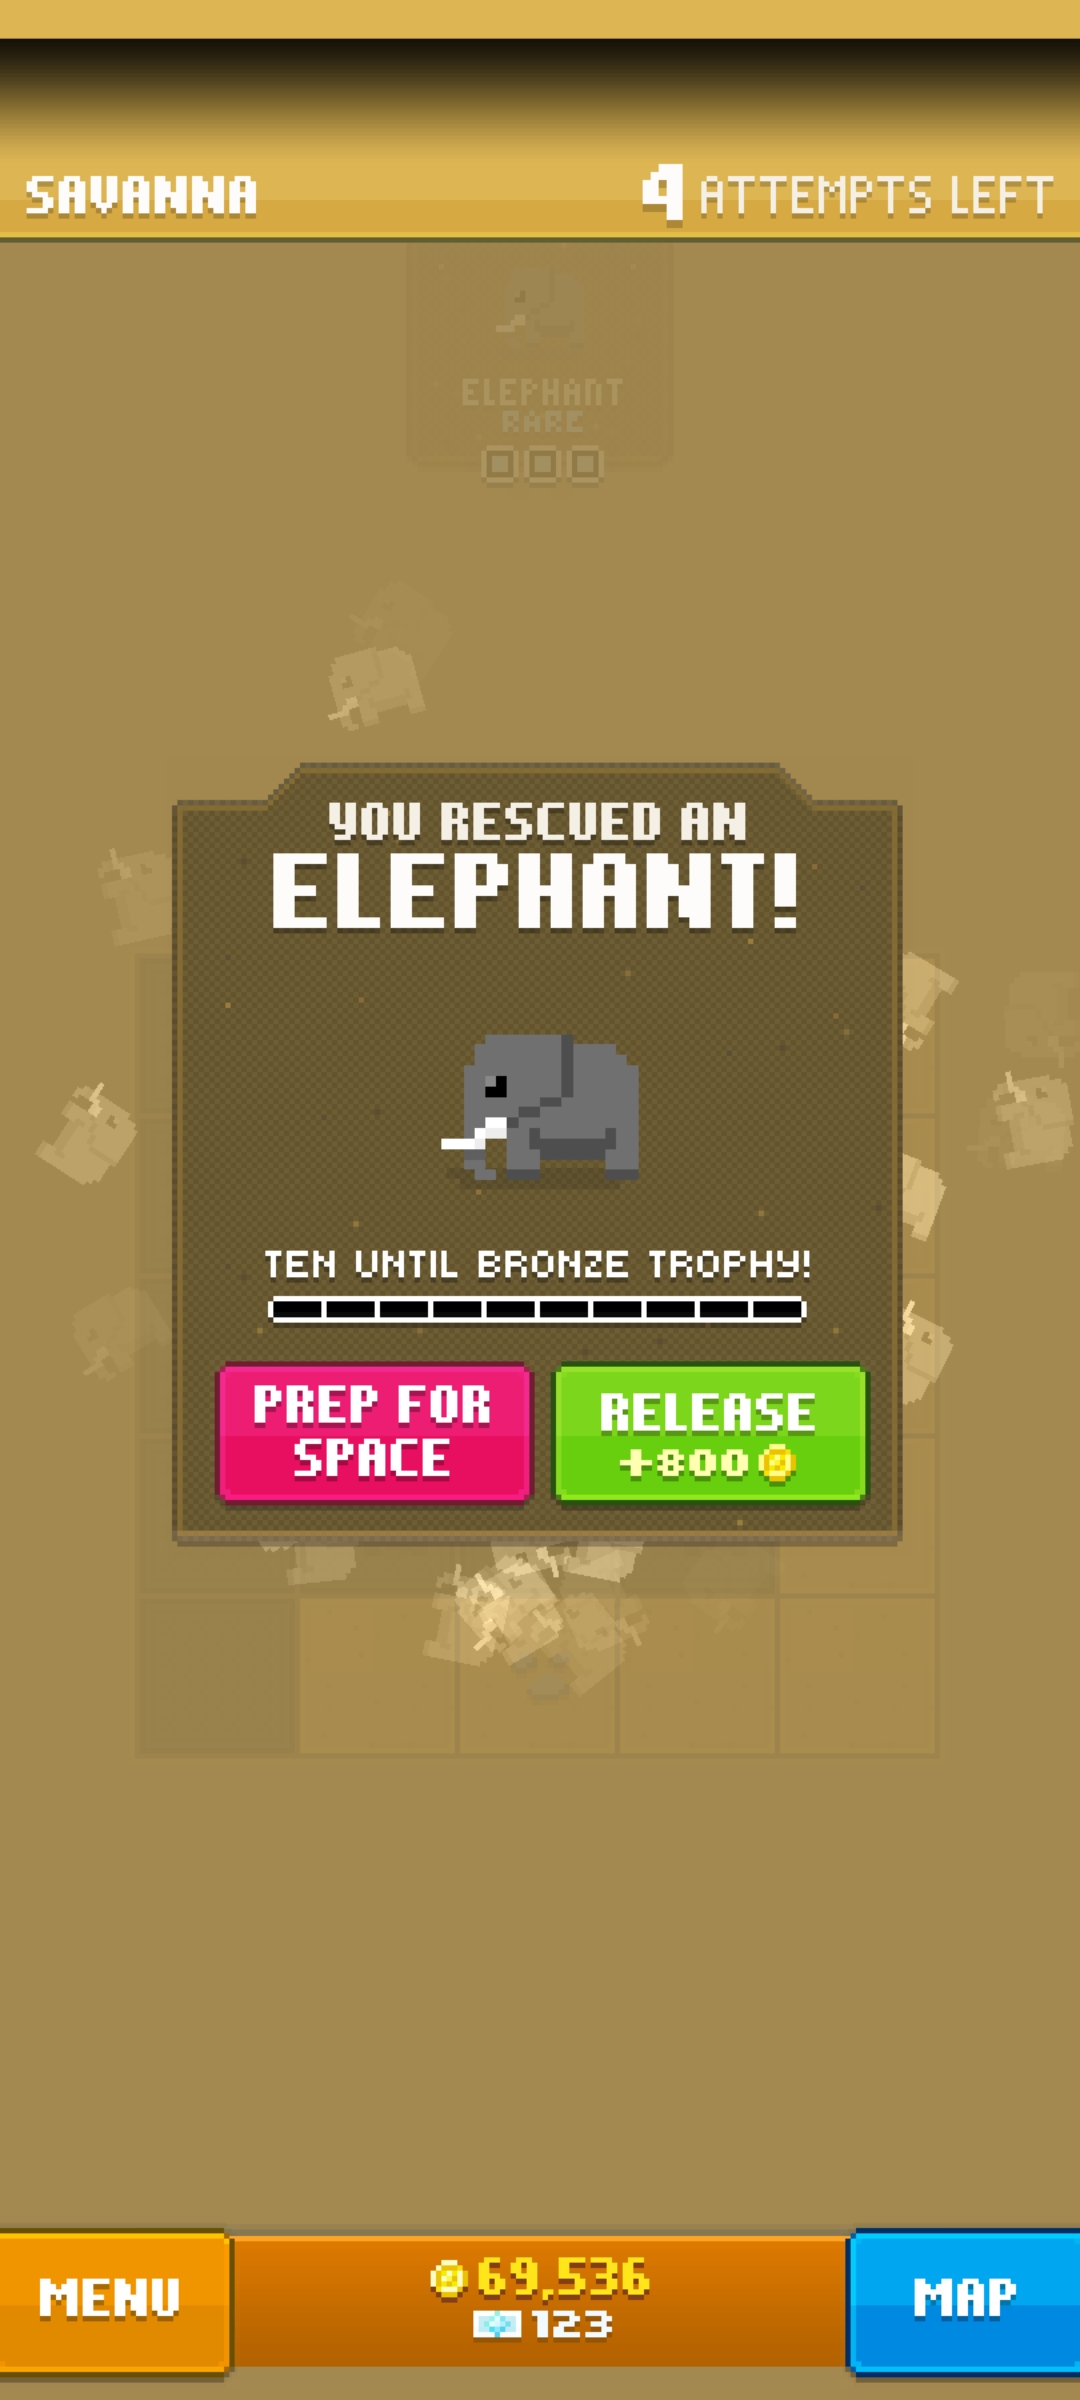 SAVANNA
4 ATTEMPTS LEFT
ELEPHANT
RARE
YOU RESCUED AN
ELEPHANT!
TEN UNTIL BRONZE TROPHY!
PREP FOR
SPACE
RELEASE
+800
MENU
69,536
123
MAP